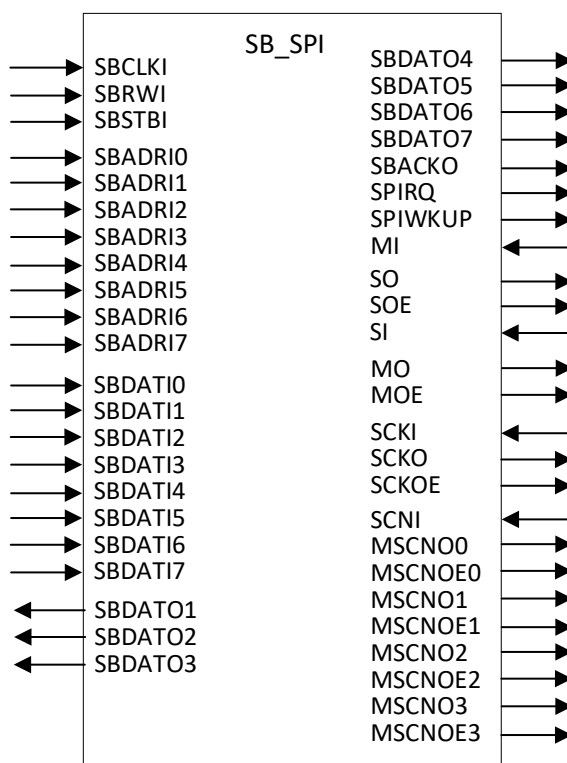 SB_SPI
SBCLKI
SBRWI
SBSTBI
SBADRI0
SBADRI1
SBADRI2
SBADRI3
SBADRI4
SBADRI5
SBADRI6
SBADRI7
SBDATI0
SBDATI1
SBDATI2
SBDATI3
SBDATI4
SBDATI5
SBDATI6
SBDATI7
SBDATO1
SBDATO2
SBDATO3
SBDATO4
SBDATO5
SBDATO6
SBDATO7
SBACKO
SPIRQ
SPIWKUP
MI
SO
SOE
SI
MO
MOE
SCKI
SCKO
SCKOE
SCNI
MSCNO0
MSCNOE0
MSCNO1
MSCNOE1
MSCNO2
MSCNOE2
MSCNO3
MSCNOE3